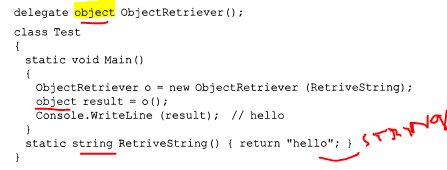 delegate object ObjectRetriever();
class Test
{
static void Main()
{
ObjectRetriever o = new ObjectRetriever (RetriveString);
object result = o();
Console.WriteLine (result);  // hello
}
static string RetriveString() { return "hello"; }
}
STRING